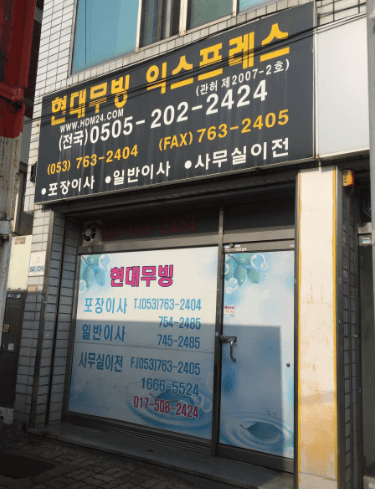 현대무빙 익스프레스
WWW.HDM24.COM
(관허 제2007-2호)
(전국)0505-202-2424
(053) 763-2404 (FAX) 763-2405
•포장이사 •일반이사 •사무실이전
현대무빙
포장이사 T.(053)763-2404
754-2485
일반이사 745-2485
사무실이전 F.(053)763-2405
1666-5524
017-508-2424